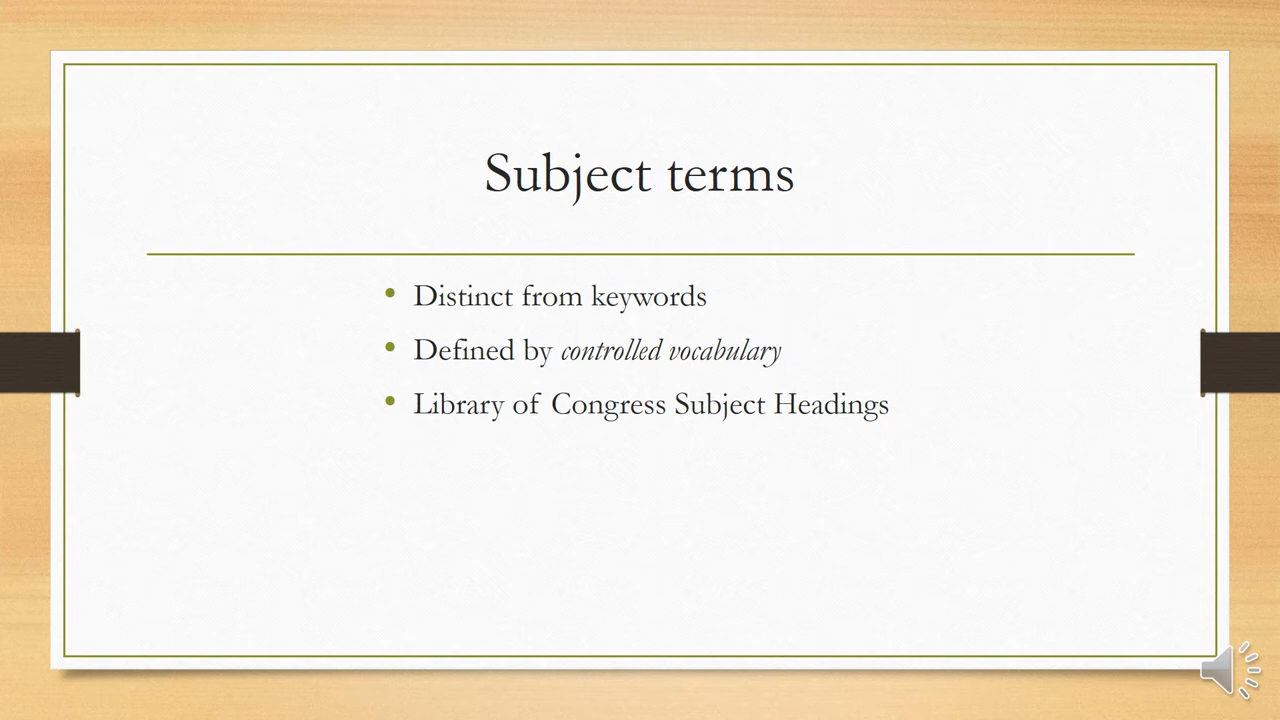 Subject terms
• Distinct from keywords
• Defined by controlled vocabulary
• Library of Congress Subject Headings